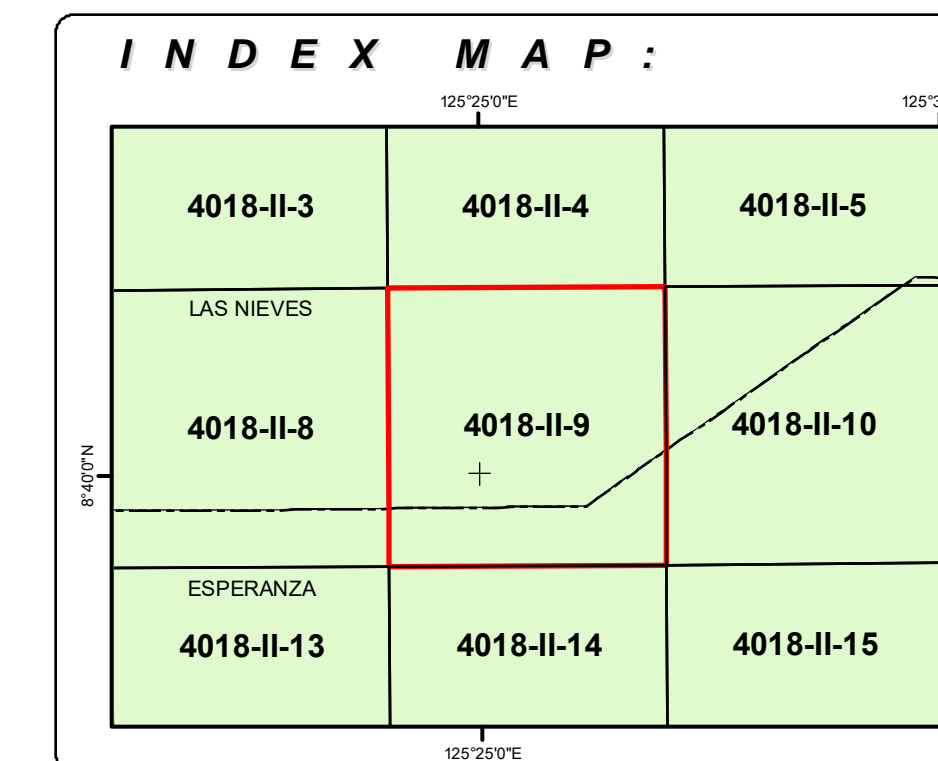 INDEX MAP:
125°25'0"E
125°3
4018-II-3
4018-II-4
4018-II-5
LAS NIEVES
4018-II-8
4018-II-9
4018-II-10
8°40'0"N
ESPERANZA
4018-II-13
4018-II-14
4018-II-15
125°25'0"E